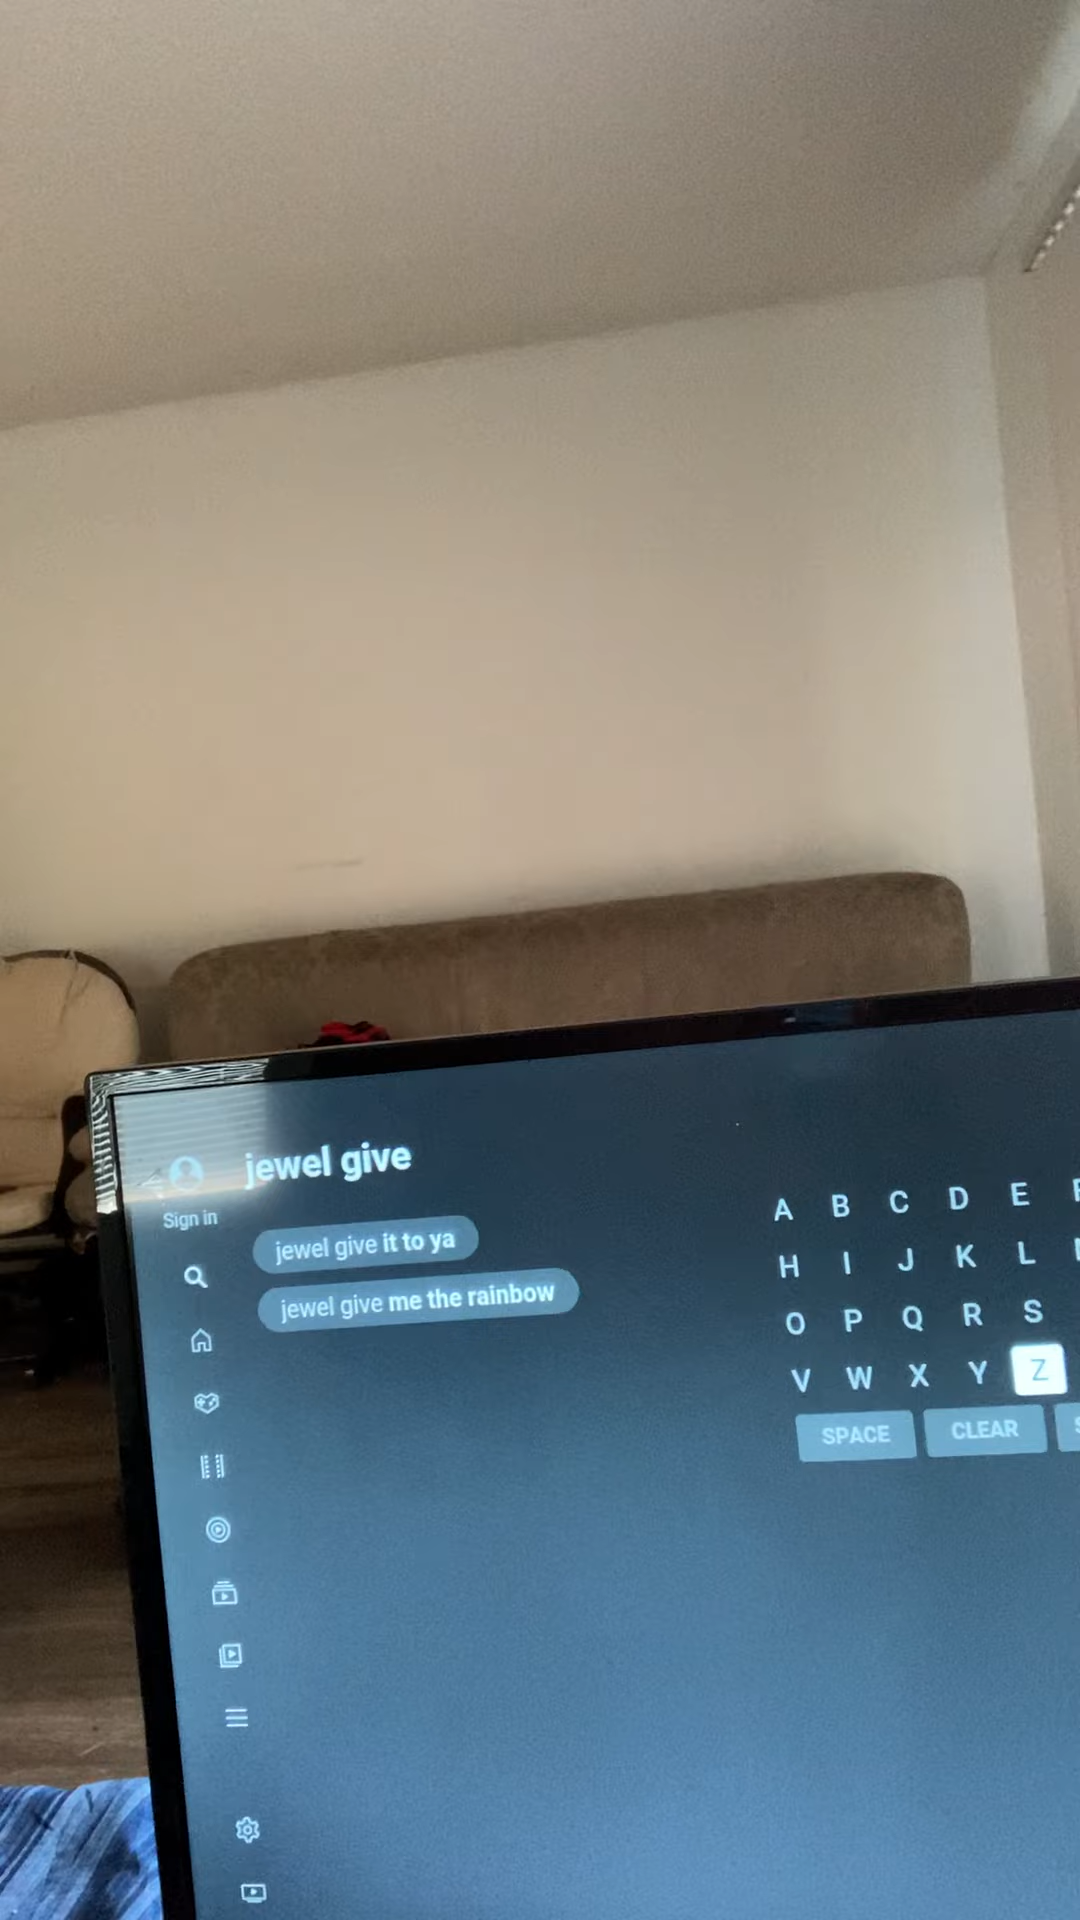 jewel give
Sign in
jewel give it to ya
jewel give me the rainbow
A B C D E
H I J K L
O P Q R S
V W X Y Z
SPACE CLEAR